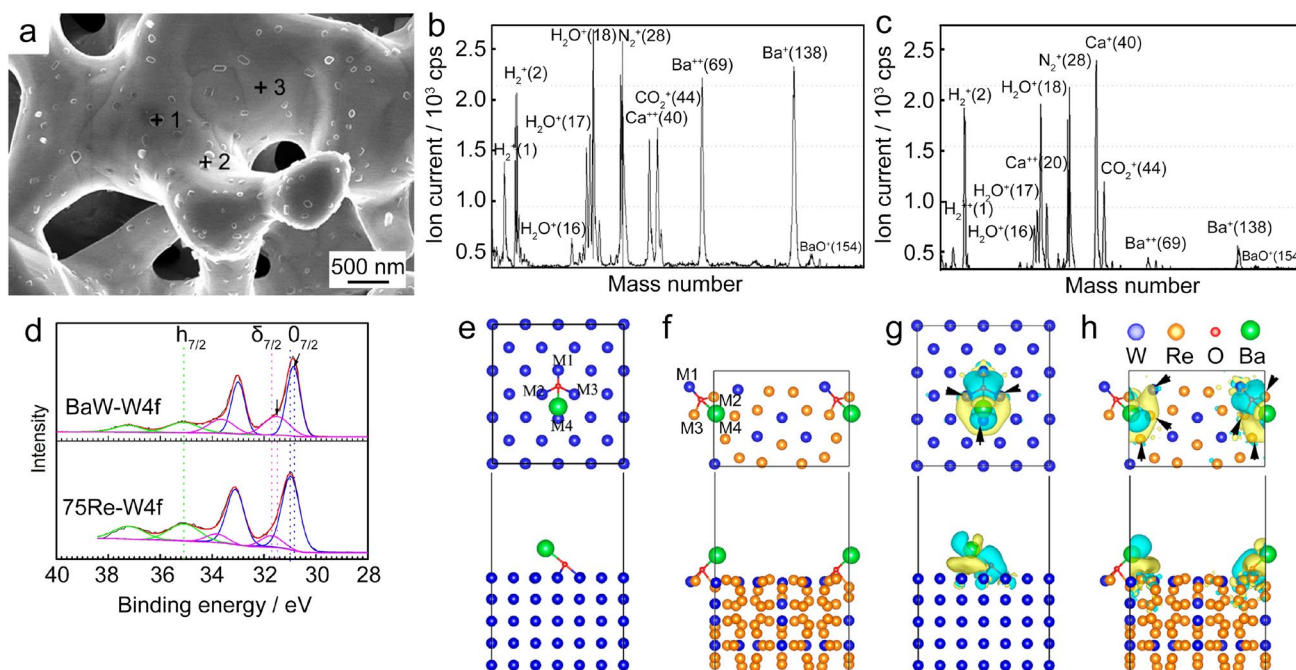 a
+ 1
+ 2
+ 3
500 nm
b
Ion current / 10³ cps
2.5
2.0
1.5
1.0
0.5
H₂⁺(1)
H₂⁺(2)
H₂O⁺(16)
H₂O⁺(17)
H₂O⁺(18)
N₂⁺(28)
Ca⁺⁺(40)
CO₂⁺(44)
Ba⁺⁺(69)
Ba⁺(138)
BaO⁺(154)
Mass number
c
Ion current / 10³ cps
2.5
2.0
1.5
1.0
0.5
H₂⁺⁺(1)
H₂⁺(2)
H₂O⁺(16)
H₂O⁺(17)
Ca⁺⁺(20)
H₂O⁺(18)
N₂⁺(28)
Ca⁺(40)
CO₂⁺(44)
Ba⁺⁺(69)
Ba⁺(138)
BaO⁺(154)
Mass number
d
h7/2 δ7/2 07/2
BaW-W4f
75Re-W4f
Intensity
40 38 36 34 32 30 28
Binding energy / eV
e
M1
M2 M3
M4
f
M1
M2
M3 M4
g
h
W Re O Ba